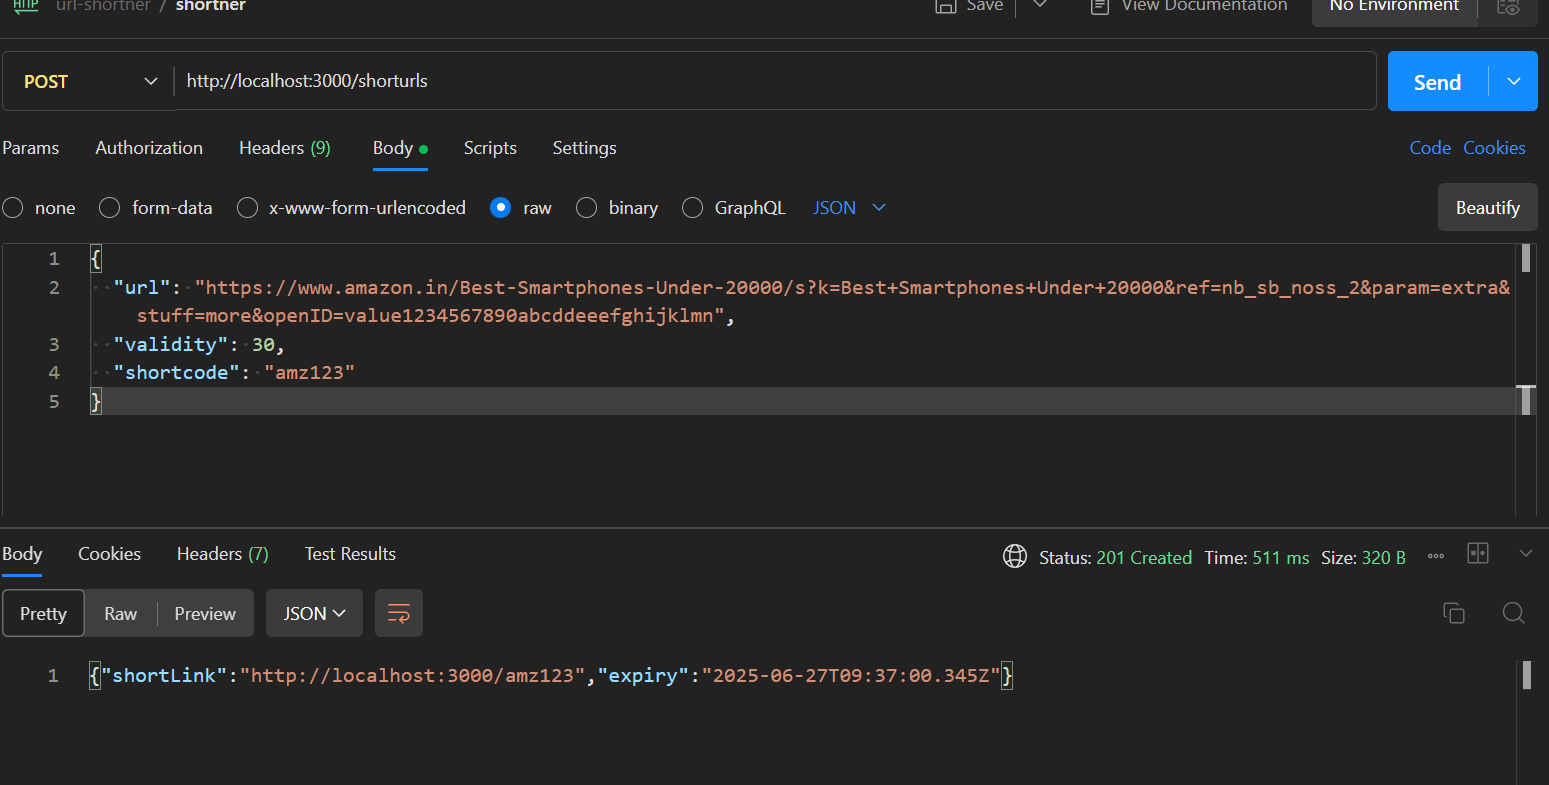 HTTP url-shortner / shortner Save View Documentation No Environment
POST http://localhost:3000/shorturls Send
Params Authorization Headers (9) Body Scripts Settings Code Cookies
none form-data x-www-form-urlencoded raw binary GraphQL JSON Beautify
1 {
2 "url": "https://www.amazon.in/Best-Smartphones-Under-20000/s?k=Best+Smartphones+Under+20000&ref=nb_sb_noss_2&param=extra&
stuff=more&openID=value1234567890abcddeeefghijklmn",
3 "validity": 30,
4 "shortcode": "amz123"
5 }
Body Cookies Headers (7) Test Results Status: 201 Created Time: 511 ms Size: 320 B
Pretty Raw Preview JSON
1 {"shortLink":"http://localhost:3000/amz123","expiry":"2025-06-27T09:37:00.345Z"}